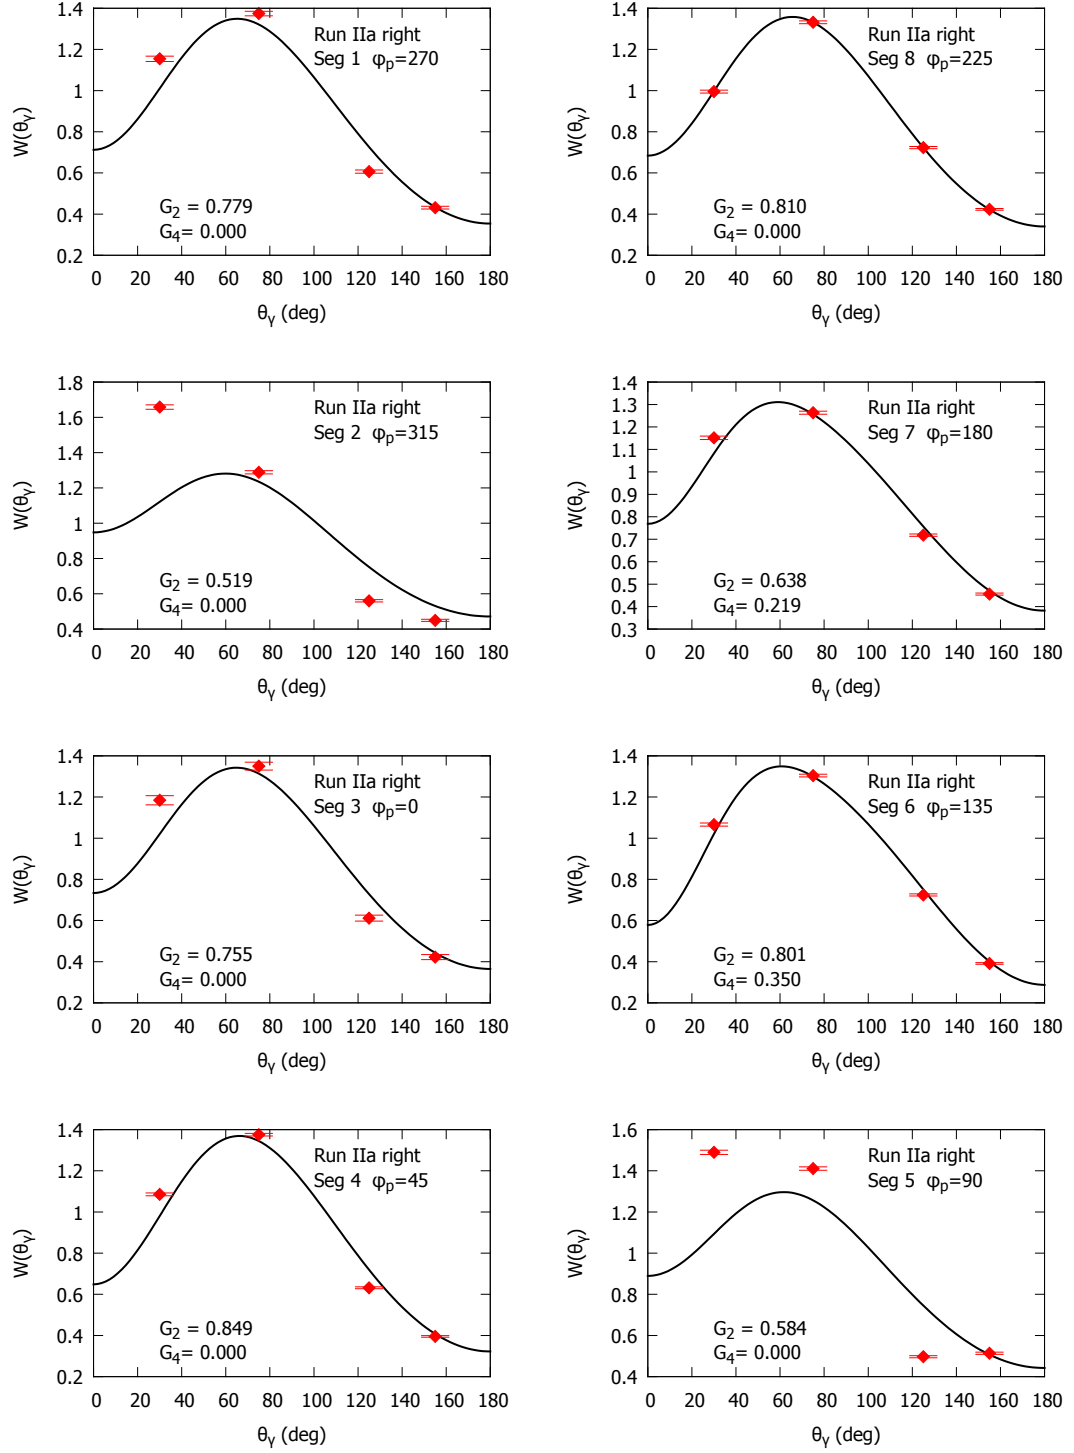 1.4
1.2
1
0.8
0.6
0.4
0.2
W(θγ)
Run IIa right
Seg 1 φp=270
G2 = 0.779
G4= 0.000
0 20 40 60 80 100 120 140 160 180
θγ (deg)
1.4
1.2
1
0.8
0.6
0.4
0.2
W(θγ)
Run IIa right
Seg 8 φp=225
G2 = 0.810
G4= 0.000
0 20 40 60 80 100 120 140 160 180
θγ (deg)
1.8
1.6
1.4
1.2
1
0.8
0.6
0.4
W(θγ)
Run IIa right
Seg 2 φp=315
G2 = 0.519
G4= 0.000
0 20 40 60 80 100 120 140 160 180
θγ (deg)
1.4
1.3
1.2
1.1
1
0.9
0.8
0.7
0.6
0.5
0.4
0.3
W(θγ)
Run IIa right
Seg 7 φp=180
G2 = 0.638
G4= 0.219
0 20 40 60 80 100 120 140 160 180
θγ (deg)
1.4
1.2
1
0.8
0.6
0.4
0.2
W(θγ)
Run IIa right
Seg 3 φp=0
G2 = 0.755
G4= 0.000
0 20 40 60 80 100 120 140 160 180
θγ (deg)
1.4
1.2
1
0.8
0.6
0.4
0.2
W(θγ)
Run IIa right
Seg 6 φp=135
G2 = 0.801
G4= 0.350
0 20 40 60 80 100 120 140 160 180
θγ (deg)
1.4
1.2
1
0.8
0.6
0.4
0.2
W(θγ)
Run IIa right
Seg 4 φp=45
G2 = 0.849
G4= 0.000
0 20 40 60 80 100 120 140 160 180
θγ (deg)
1.6
1.4
1.2
1
0.8
0.6
0.4
W(θγ)
Run IIa right
Seg 5 φp=90
G2 = 0.584
G4= 0.000
0 20 40 60 80 100 120 140 160 180
θγ (deg)